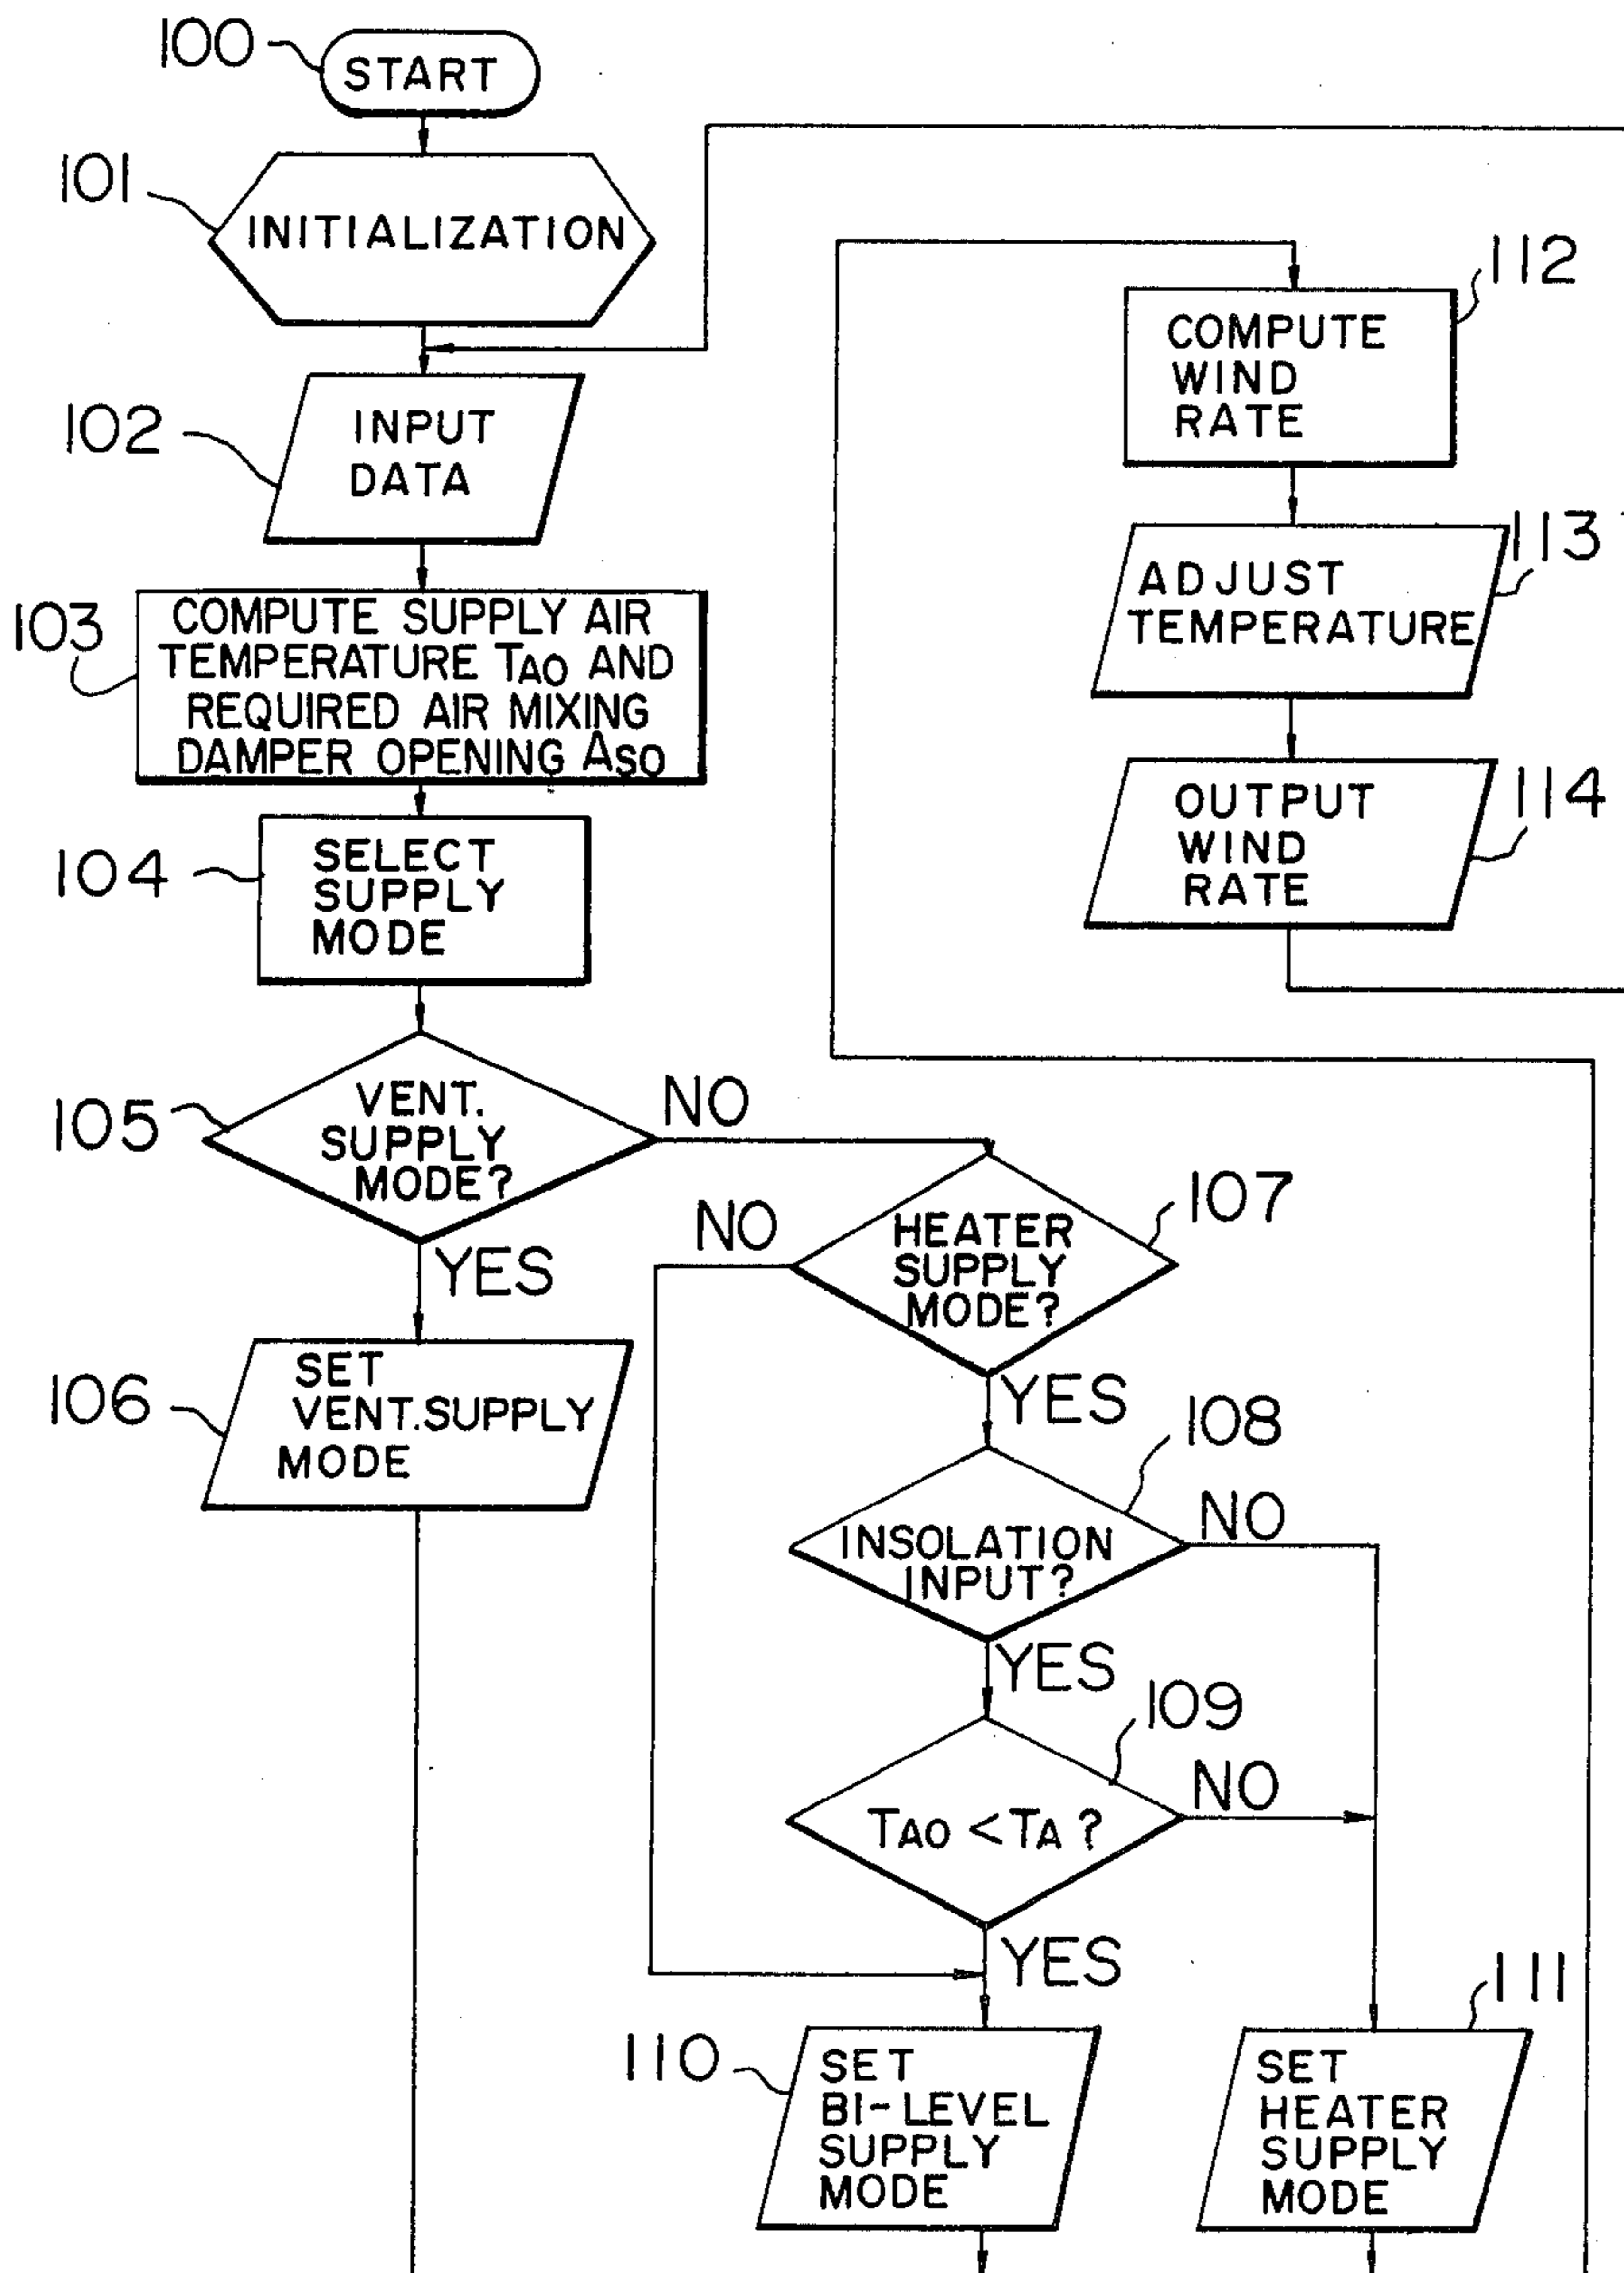 100
START
101
INITIALIZATION
102
INPUT
DATA
103
COMPUTE SUPPLY AIR
TEMPERATURE TAO AND
REQUIRED AIR MIXING
DAMPER OPENING ASO
104
SELECT
SUPPLY
MODE
105
VENT.
SUPPLY
MODE?
NO
YES
106
SET
VENT.SUPPLY
MODE
107
HEATER
SUPPLY
MODE?
NO
YES
108
INSOLATION
INPUT?
NO
YES
109
TAO < TA ?
NO
YES
110
SET
BI-LEVEL
SUPPLY
MODE
111
SET
HEATER
SUPPLY
MODE
112
COMPUTE
WIND
RATE
113
ADJUST
TEMPERATURE
114
OUTPUT
WIND
RATE